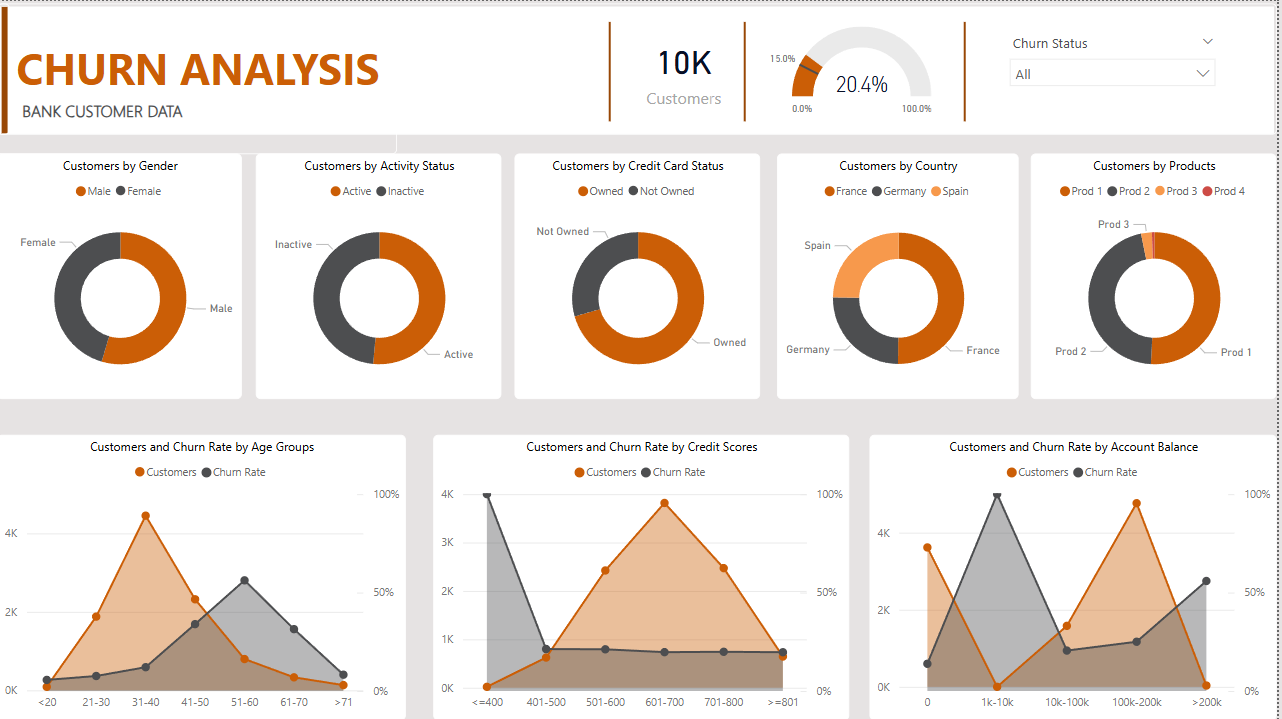 CHURN ANALYSIS
BANK CUSTOMER DATA
10K
Customers
15.0%
20.4%
0.0%
100.0%
Churn Status
All
Customers by Gender
Male Female
Female
Male
Customers by Activity Status
Active Inactive
Inactive
Active
Customers by Credit Card Status
Owned Not Owned
Not Owned
Owned
Customers by Country
France Germany Spain
Spain
Germany
France
Customers by Products
Prod 1 Prod 2 Prod 3 Prod 4
Prod 3
Prod 2
Prod 1
Customers and Churn Rate by Age Groups
Customers Churn Rate
100%
4K
50%
2K
0K
0%
<20 21-30 31-40 41-50 51-60 61-70 >71
Customers and Churn Rate by Credit Scores
Customers Churn Rate
4K
100%
3K
2K
50%
1K
0K
0%
<=400 401-500 501-600 601-700 701-800 >=801
Customers and Churn Rate by Account Balance
Customers Churn Rate
100%
4K
50%
2K
0K
0%
0 1k-10k 10k-100k 100k-200k >200k